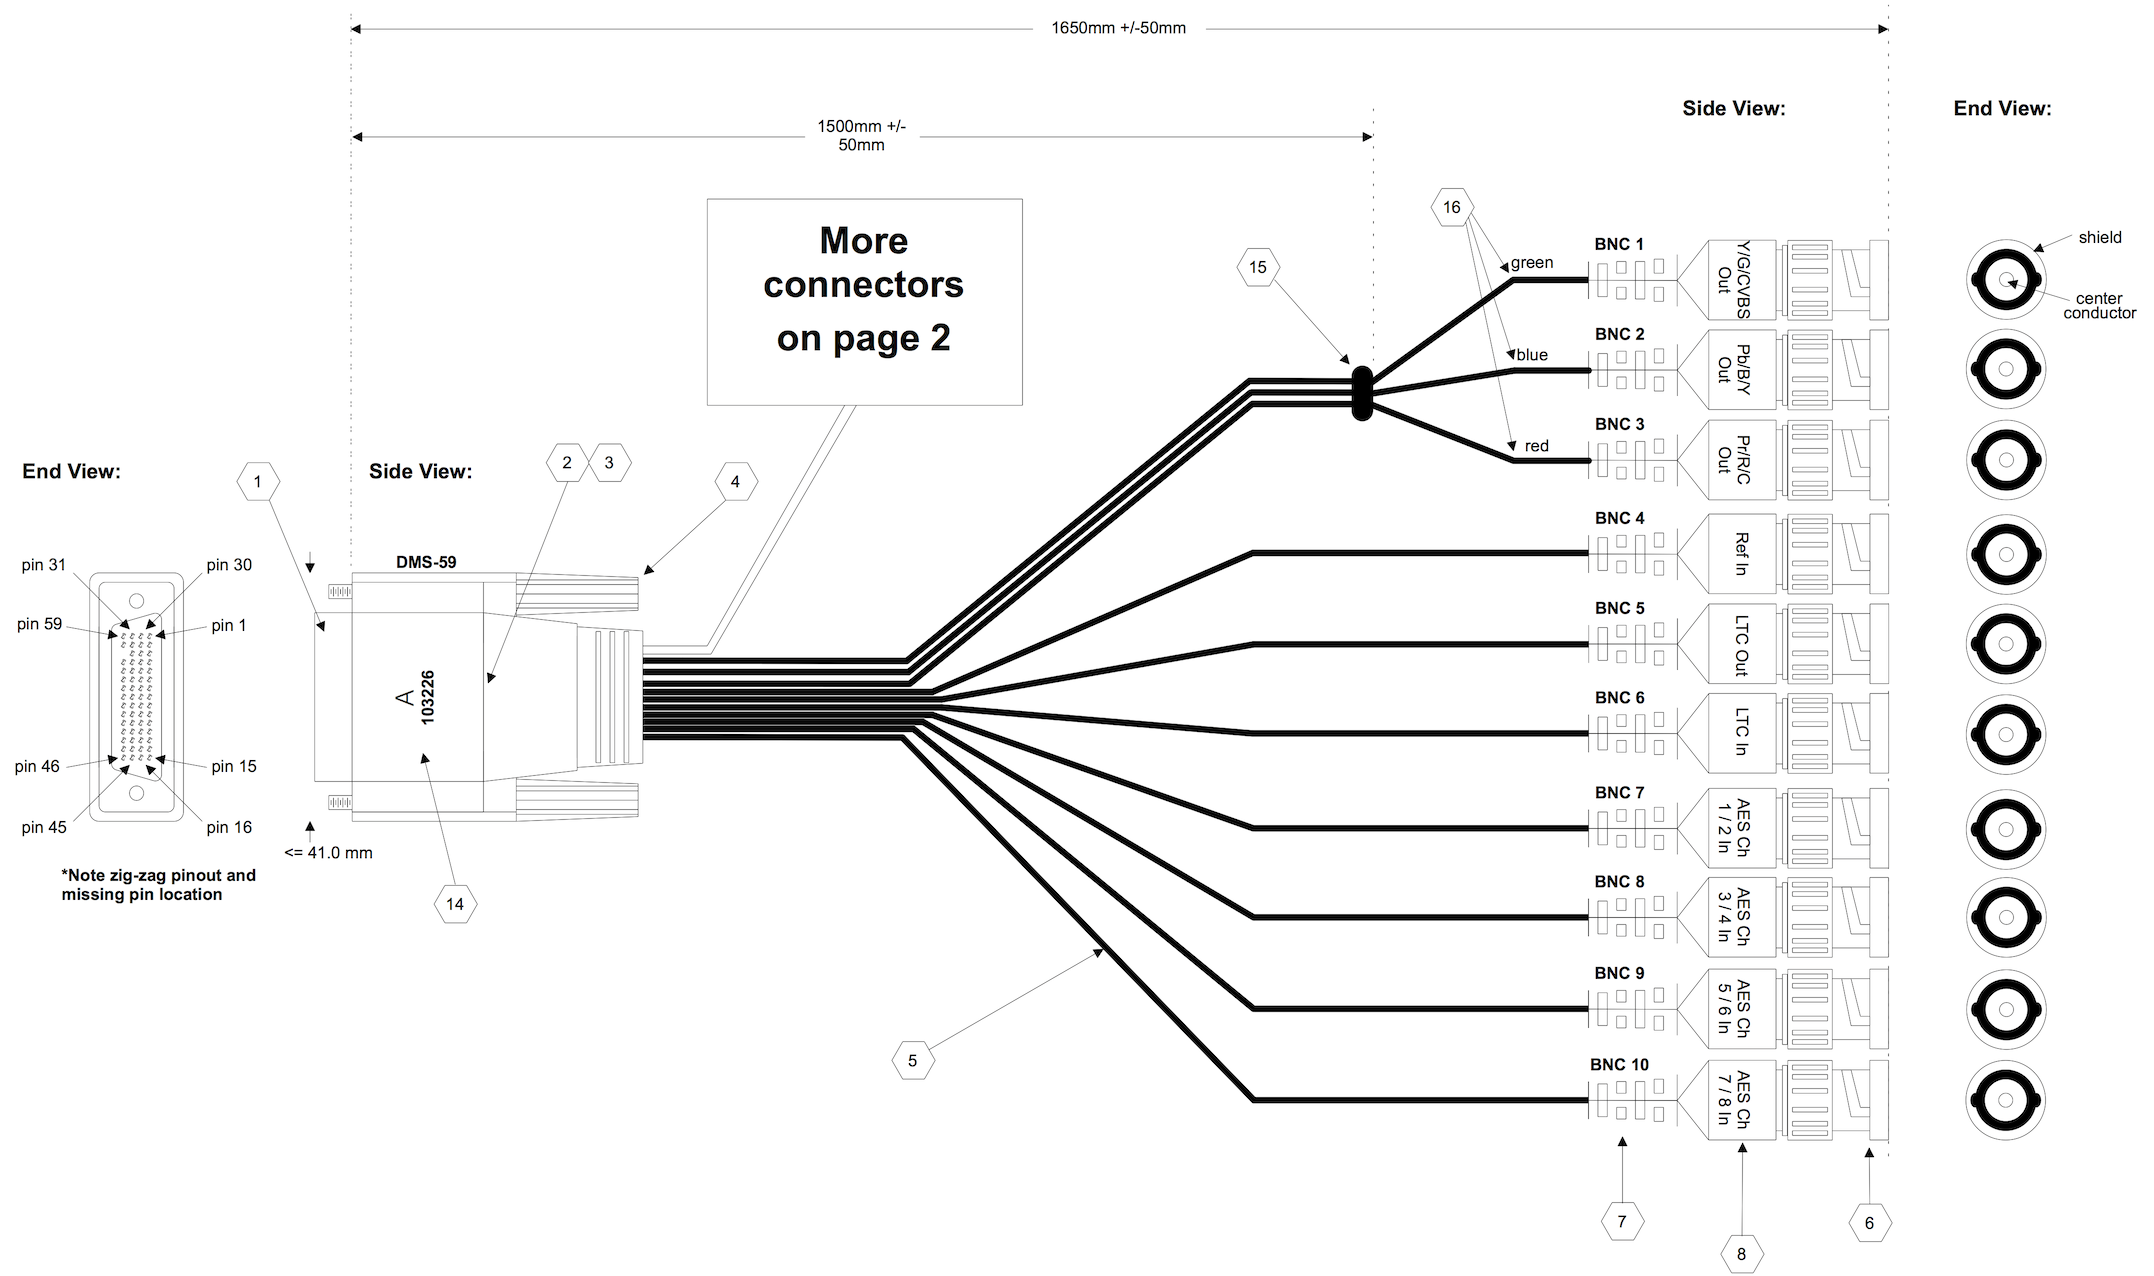 1650mm +/-50mm
1500mm +/-
50mm
Side View:
End View:
More
connectors
on page 2
16
15
BNC 1
green
Y/G/CVBS
Out
shield
center
conductor
BNC 2
blue
Pb/B/Y
Out
BNC 3
red
Pr/R/C
Out
End View:
1
Side View:
2
3
4
BNC 4
Ref In
DMS-59
pin 31
pin 30
pin 59
pin 1
BNC 5
LTC Out
A
103226
BNC 6
LTC In
pin 46
pin 15
pin 45
pin 16
<= 41.0 mm
*Note zig-zag pinout and
missing pin location
14
BNC 7
AES Ch
1 / 2 In
BNC 8
AES Ch
3 / 4 In
BNC 9
AES Ch
5 / 6 In
5
BNC 10
AES Ch
7 / 8 In
7
8
6